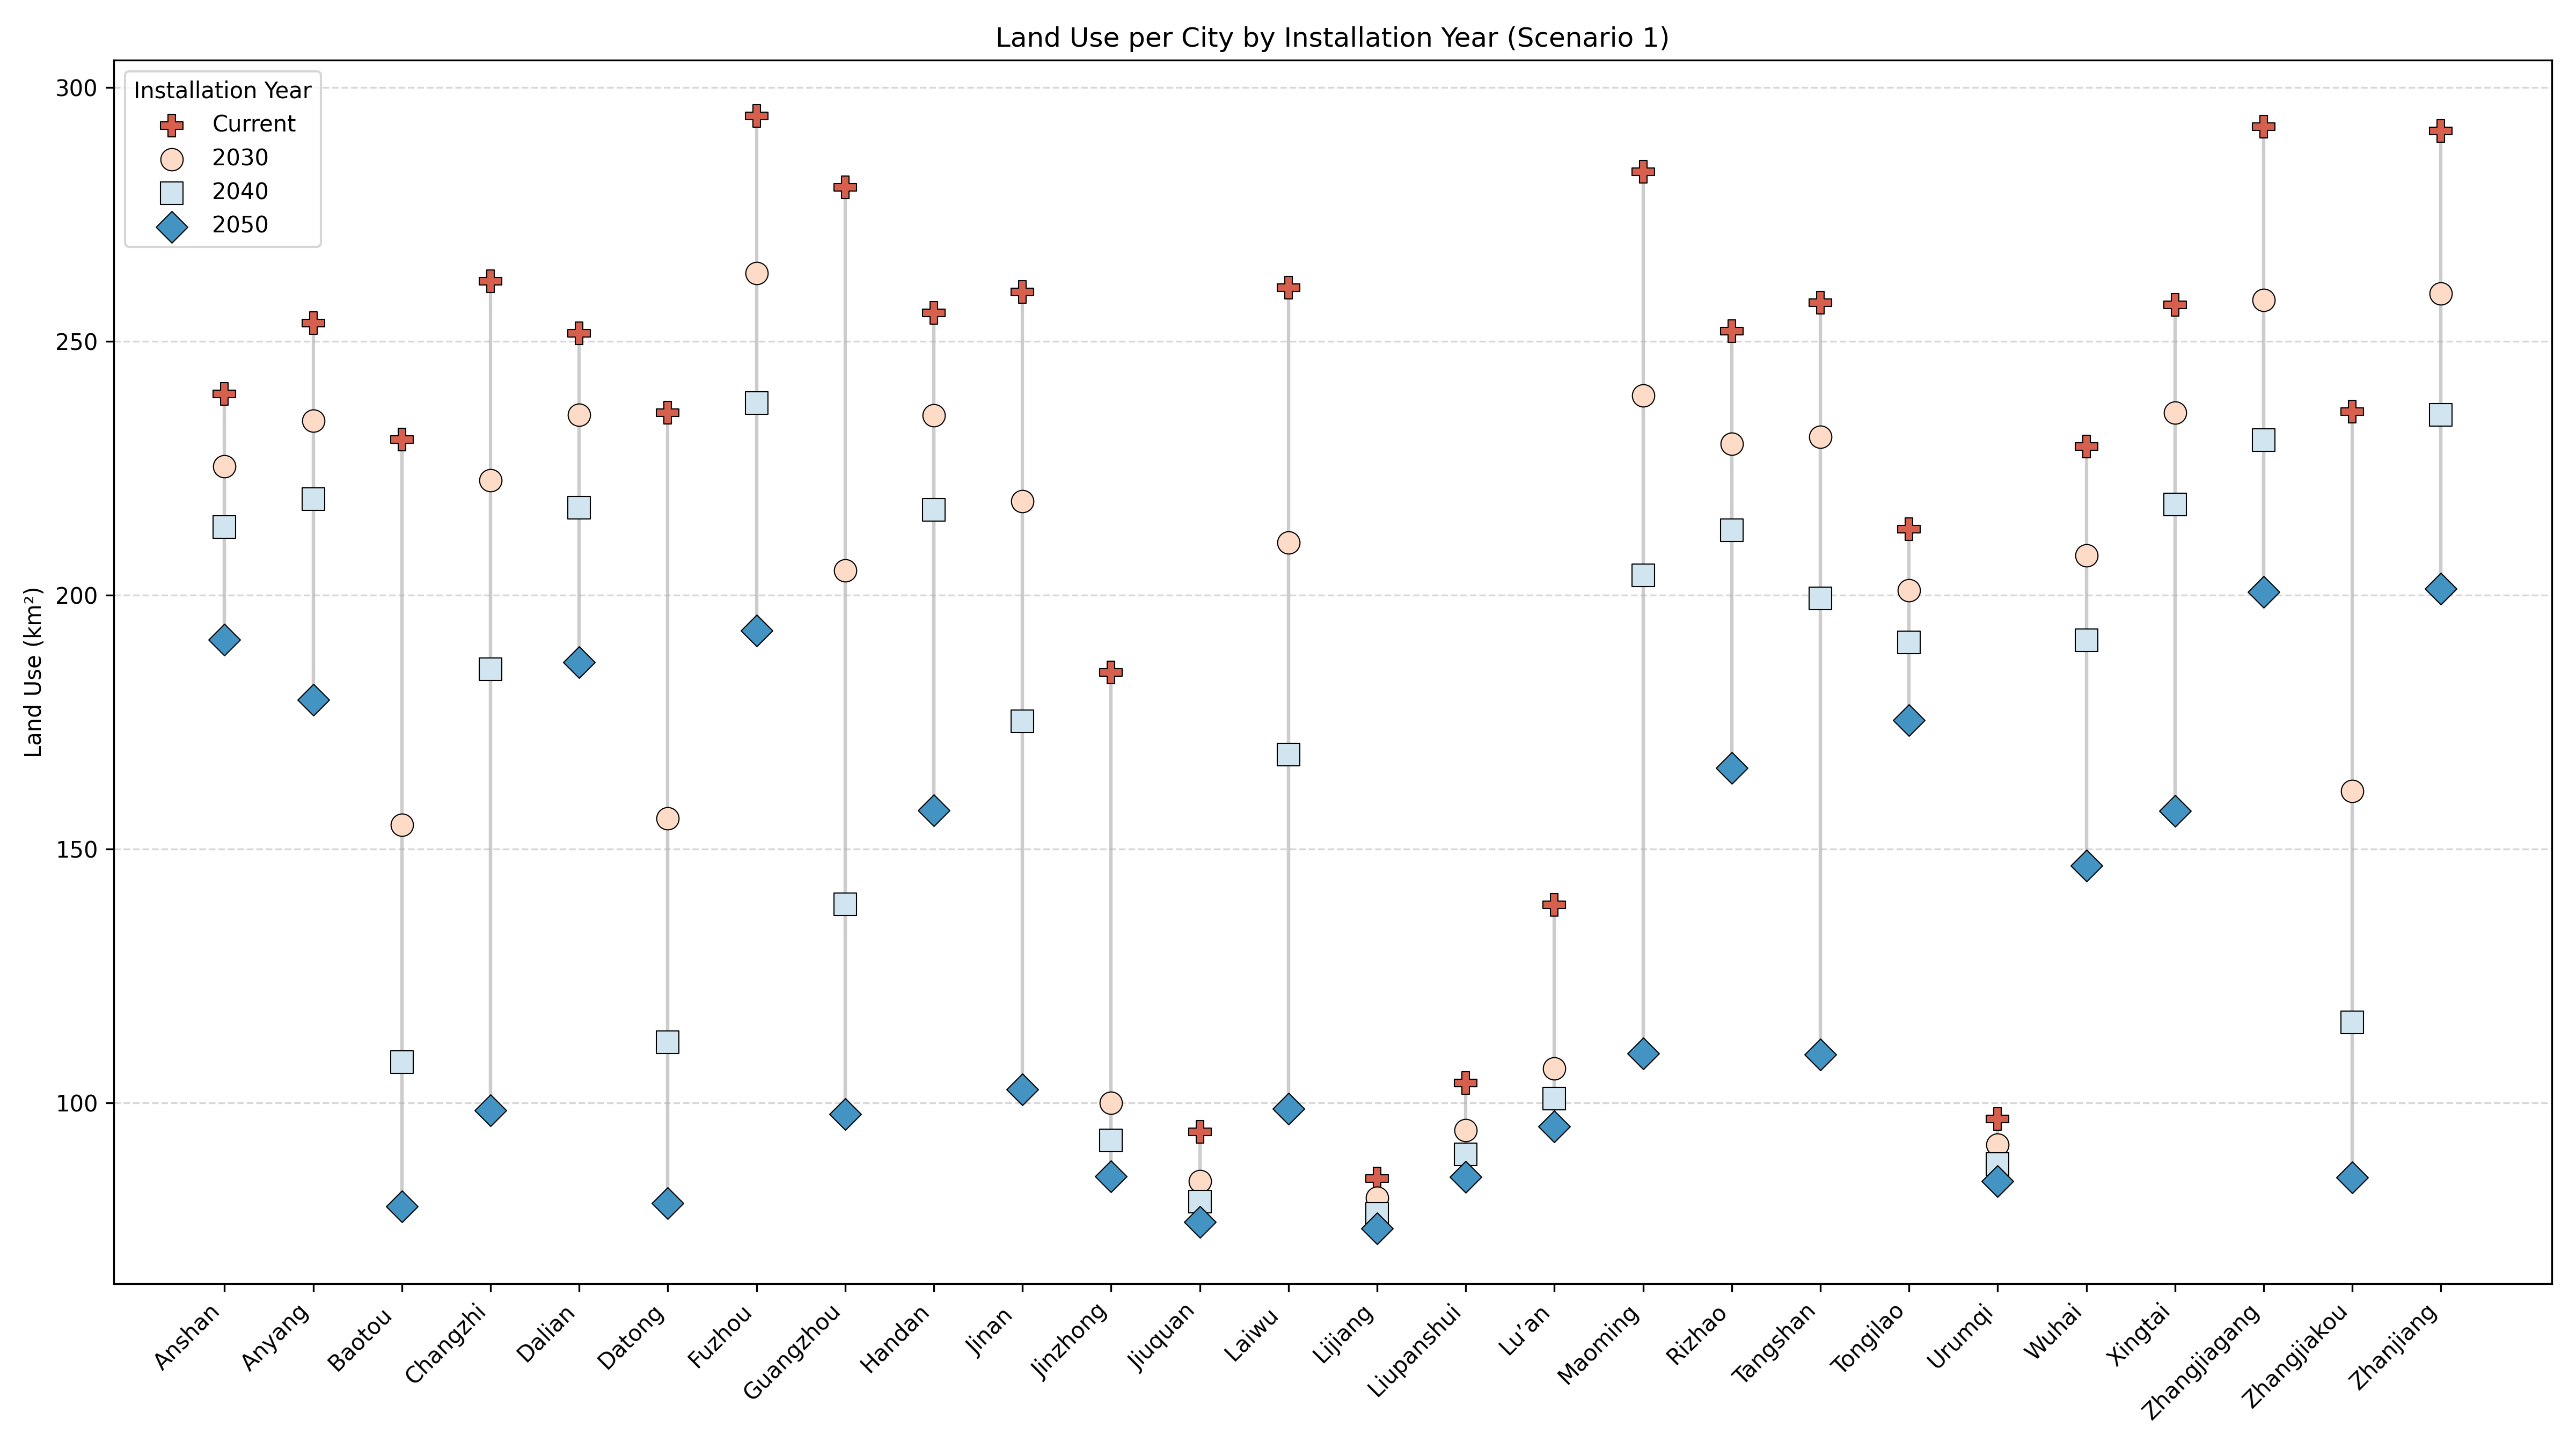 Land Use per City by Installation Year (Scenario 1)
Installation Year
Current
2030
2040
2050
300
250
200
150
100
Land Use (km²)
Anshan
Anyang
Baotou
Changzhi
Dalian
Datong
Fuzhou
Guangzhou
Handan
Jinan
Jinzhong
Jiuquan
Laiwu
Lijiang
Liupanshui
Lu’an
Maoming
Rizhao
Tangshan
Tongilao
Urumqi
Wuhai
Xingtai
Zhangjiagang
Zhangjiakou
Zhanjiang